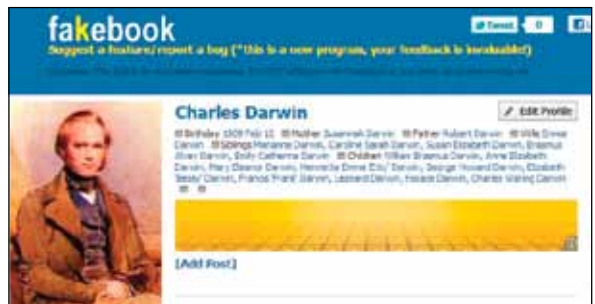 fakebook
Tweet 0
Suggest a feature/report a bug (*this is a new program, your feedback is invaluable!)
Charles Darwin
Edit Profile
Birthday 1809 Feb 12 Mother Susannah Darwin Father Robert Darwin Wife Emma
Darwin Siblings Marianne Darwin, Caroline Sarah Darwin, Susan Elizabeth Darwin, Erasmus
Alvey Darwin, Emily Catherine Darwin Children William Erasmus Darwin, Anne Elizabeth
Darwin, Mary Eleanor Darwin, Henrietta Emma Darwin, George Howard Darwin, Elizabeth
Darwin, Francis Darwin, Leonard Darwin, Horace Darwin, Charles Waring Darwin
[Add Post]